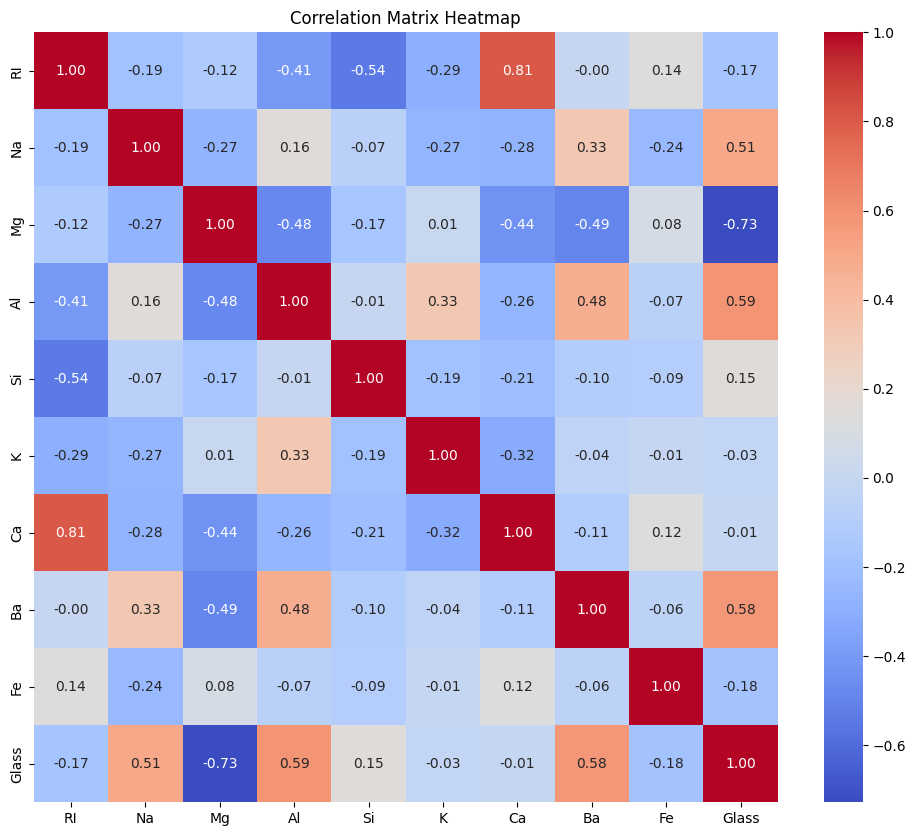 Correlation Matrix Heatmap
RI 1.00 -0.19 -0.12 -0.41 -0.54 -0.29 0.81 -0.00 0.14 -0.17
Na -0.19 1.00 -0.27 0.16 -0.07 -0.27 -0.28 0.33 -0.24 0.51
Mg -0.12 -0.27 1.00 -0.48 -0.17 0.01 -0.44 -0.49 0.08 -0.73
Al -0.41 0.16 -0.48 1.00 -0.01 0.33 -0.26 0.48 -0.07 0.59
Si -0.54 -0.07 -0.17 -0.01 1.00 -0.19 -0.21 -0.10 -0.09 0.15
K -0.29 -0.27 0.01 0.33 -0.19 1.00 -0.32 -0.04 -0.01 -0.03
Ca 0.81 -0.28 -0.44 -0.26 -0.21 -0.32 1.00 -0.11 0.12 -0.01
Ba -0.00 0.33 -0.49 0.48 -0.10 -0.04 -0.11 1.00 -0.06 0.58
Fe 0.14 -0.24 0.08 -0.07 -0.09 -0.01 0.12 -0.06 1.00 -0.18
Glass -0.17 0.51 -0.73 0.59 0.15 -0.03 -0.01 0.58 -0.18 1.00
RI Na Mg Al Si K Ca Ba Fe Glass
1.0
0.8
0.6
0.4
0.2
0.0
−0.2
−0.4
−0.6